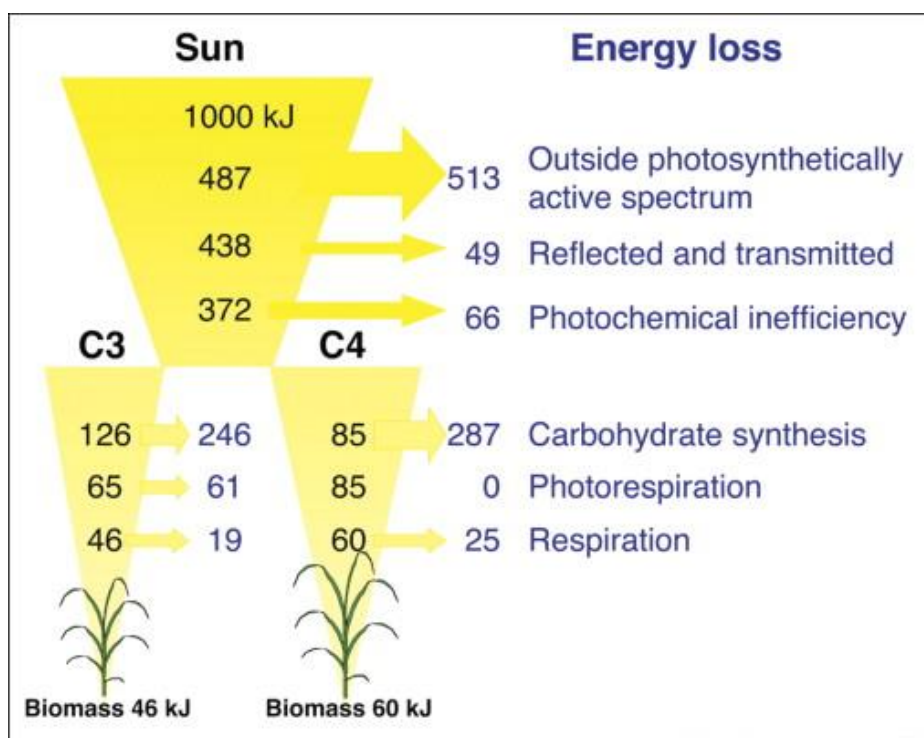 Sun Energy loss
1000 kJ
487 513 Outside photosynthetically
active spectrum
438 49 Reflected and transmitted
372 66 Photochemical inefficiency
C3 C4
126 246 85 287 Carbohydrate synthesis
65 61 85 0 Photorespiration
46 19 60 25 Respiration
Biomass 46 kJ Biomass 60 kJ